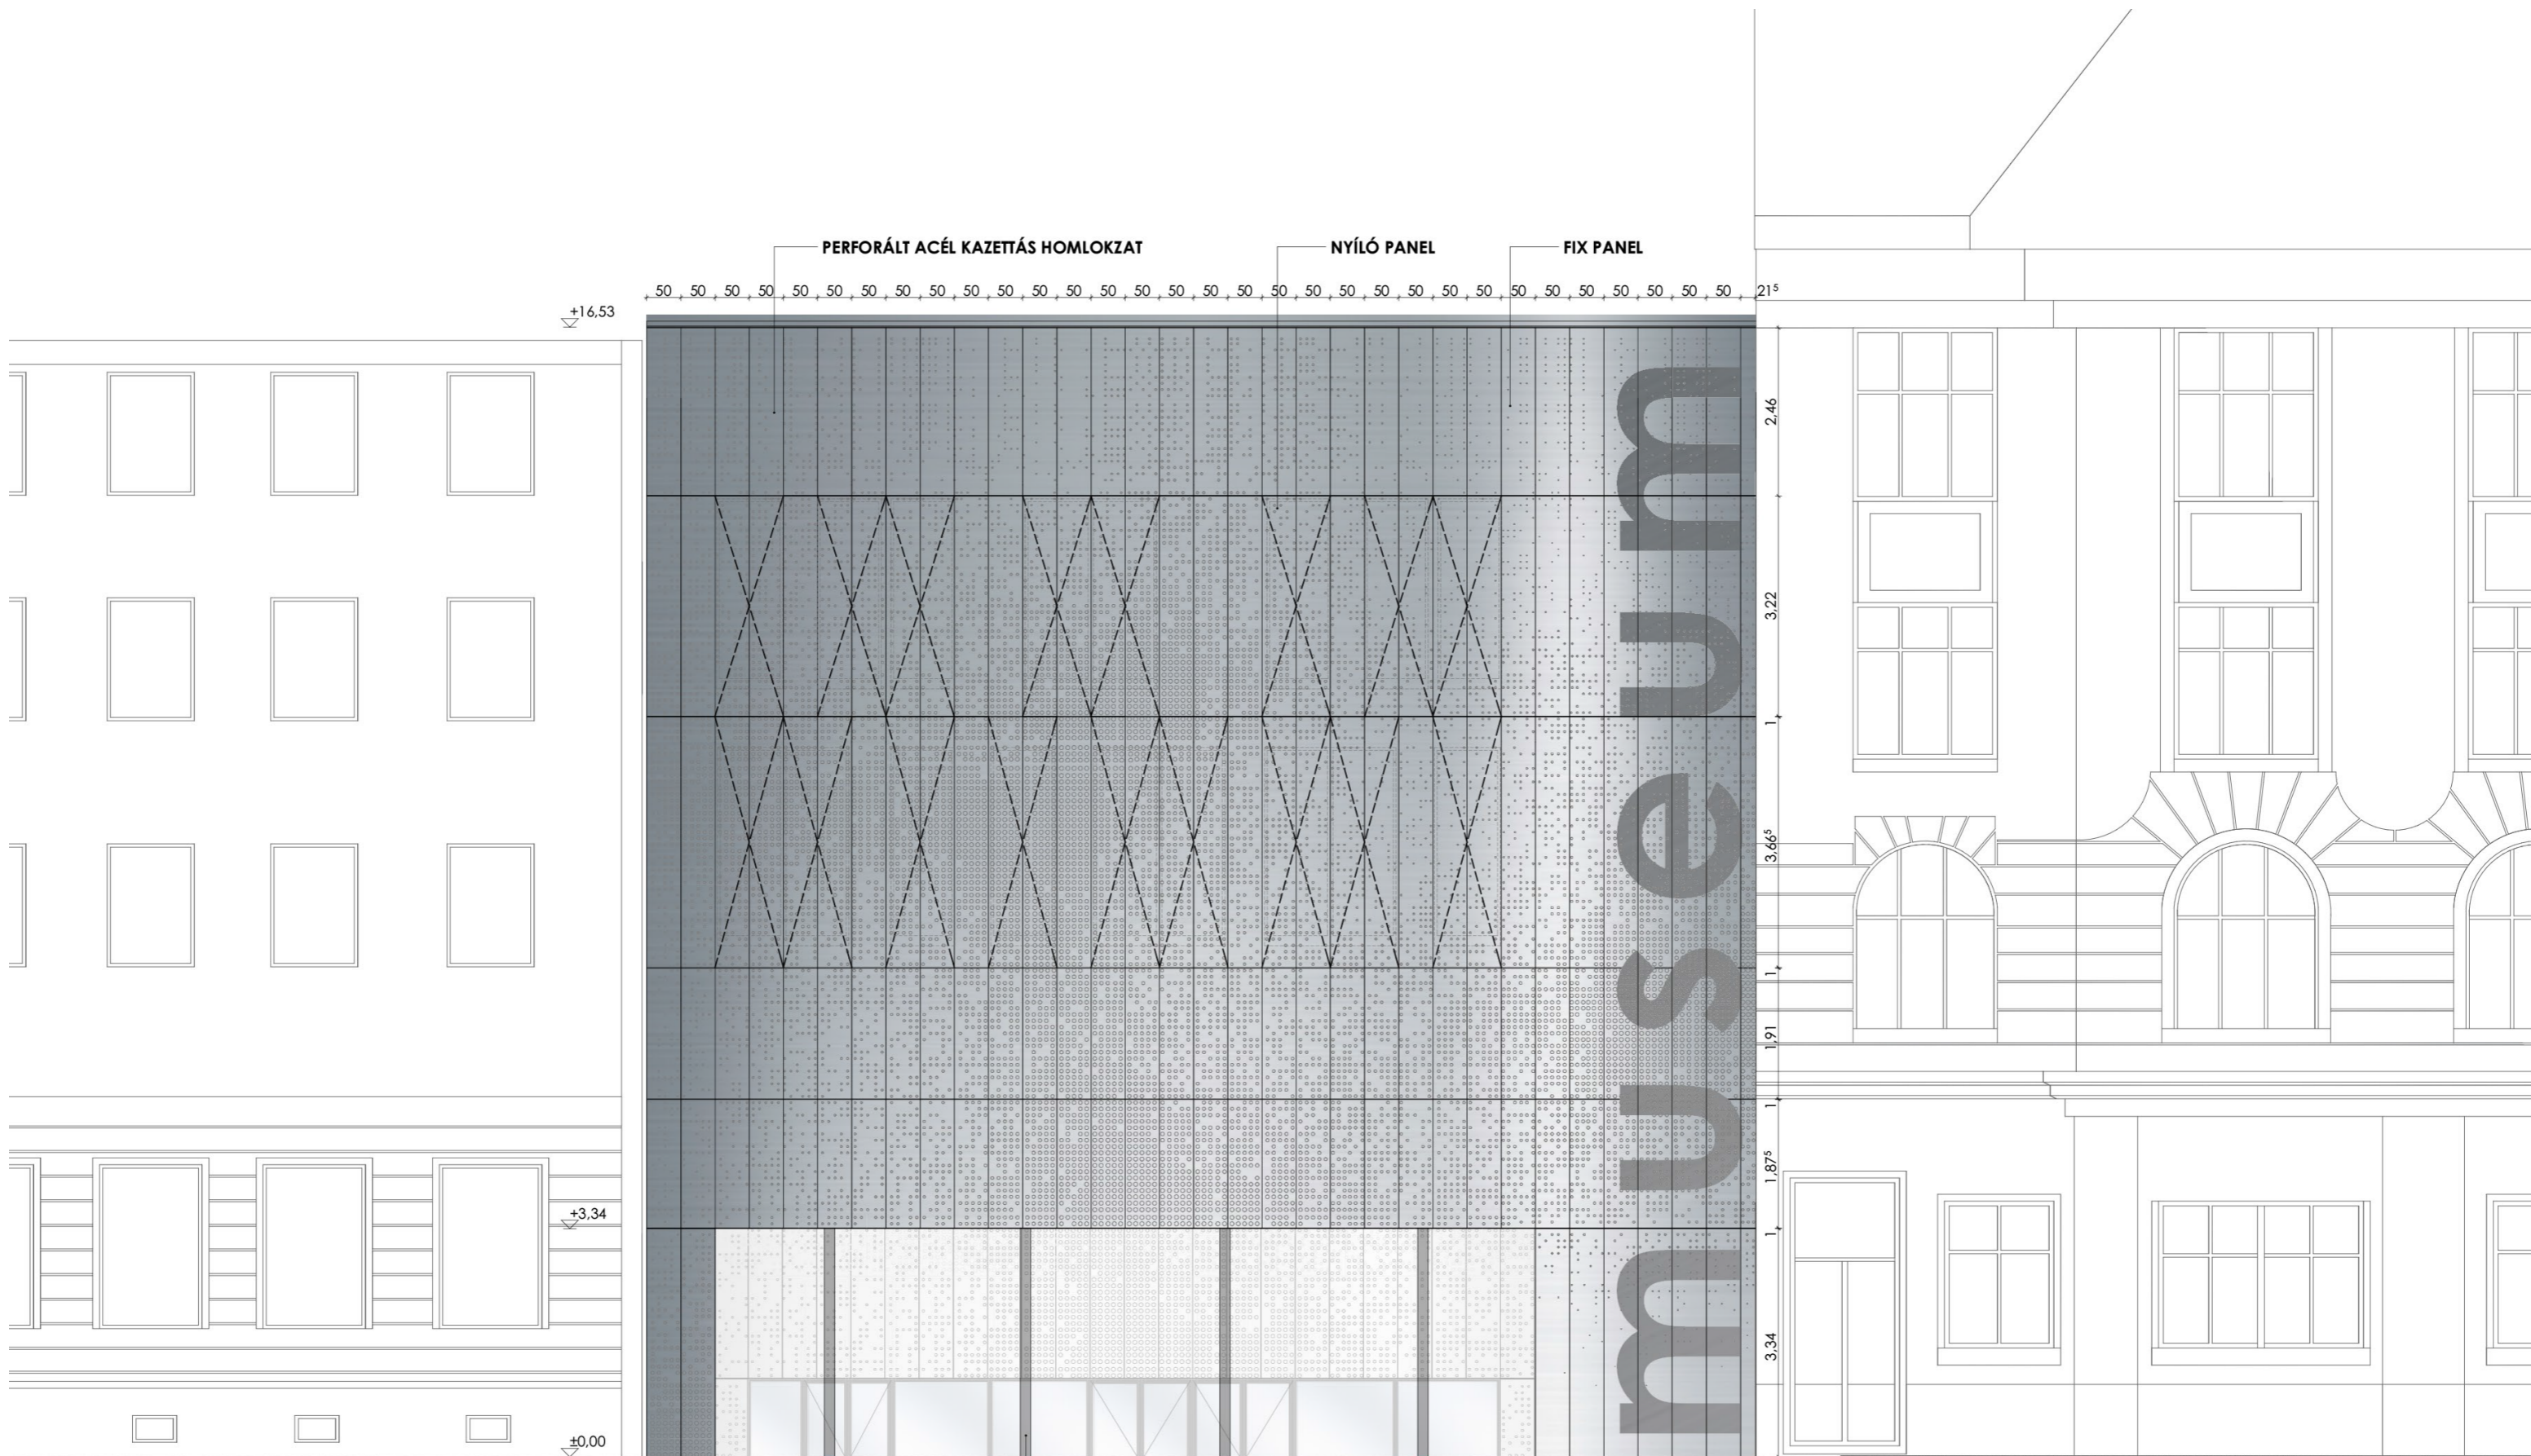 PERFORÁLT ACÉL KAZETTÁS HOMLOKZAT
NYÍLÓ PANEL
FIX PANEL
50 50 50 50 50 50 50 50 50 50 50 50 50 50 50 50 50 50 50 50 50 50 50 50 50 50 50 50 50 50 50 50 21⁵
+16,53
2,46
3,22
1
3,66⁵
1
1,91
1
1,87⁵
1
3,34
+3,34
±0,00
museum